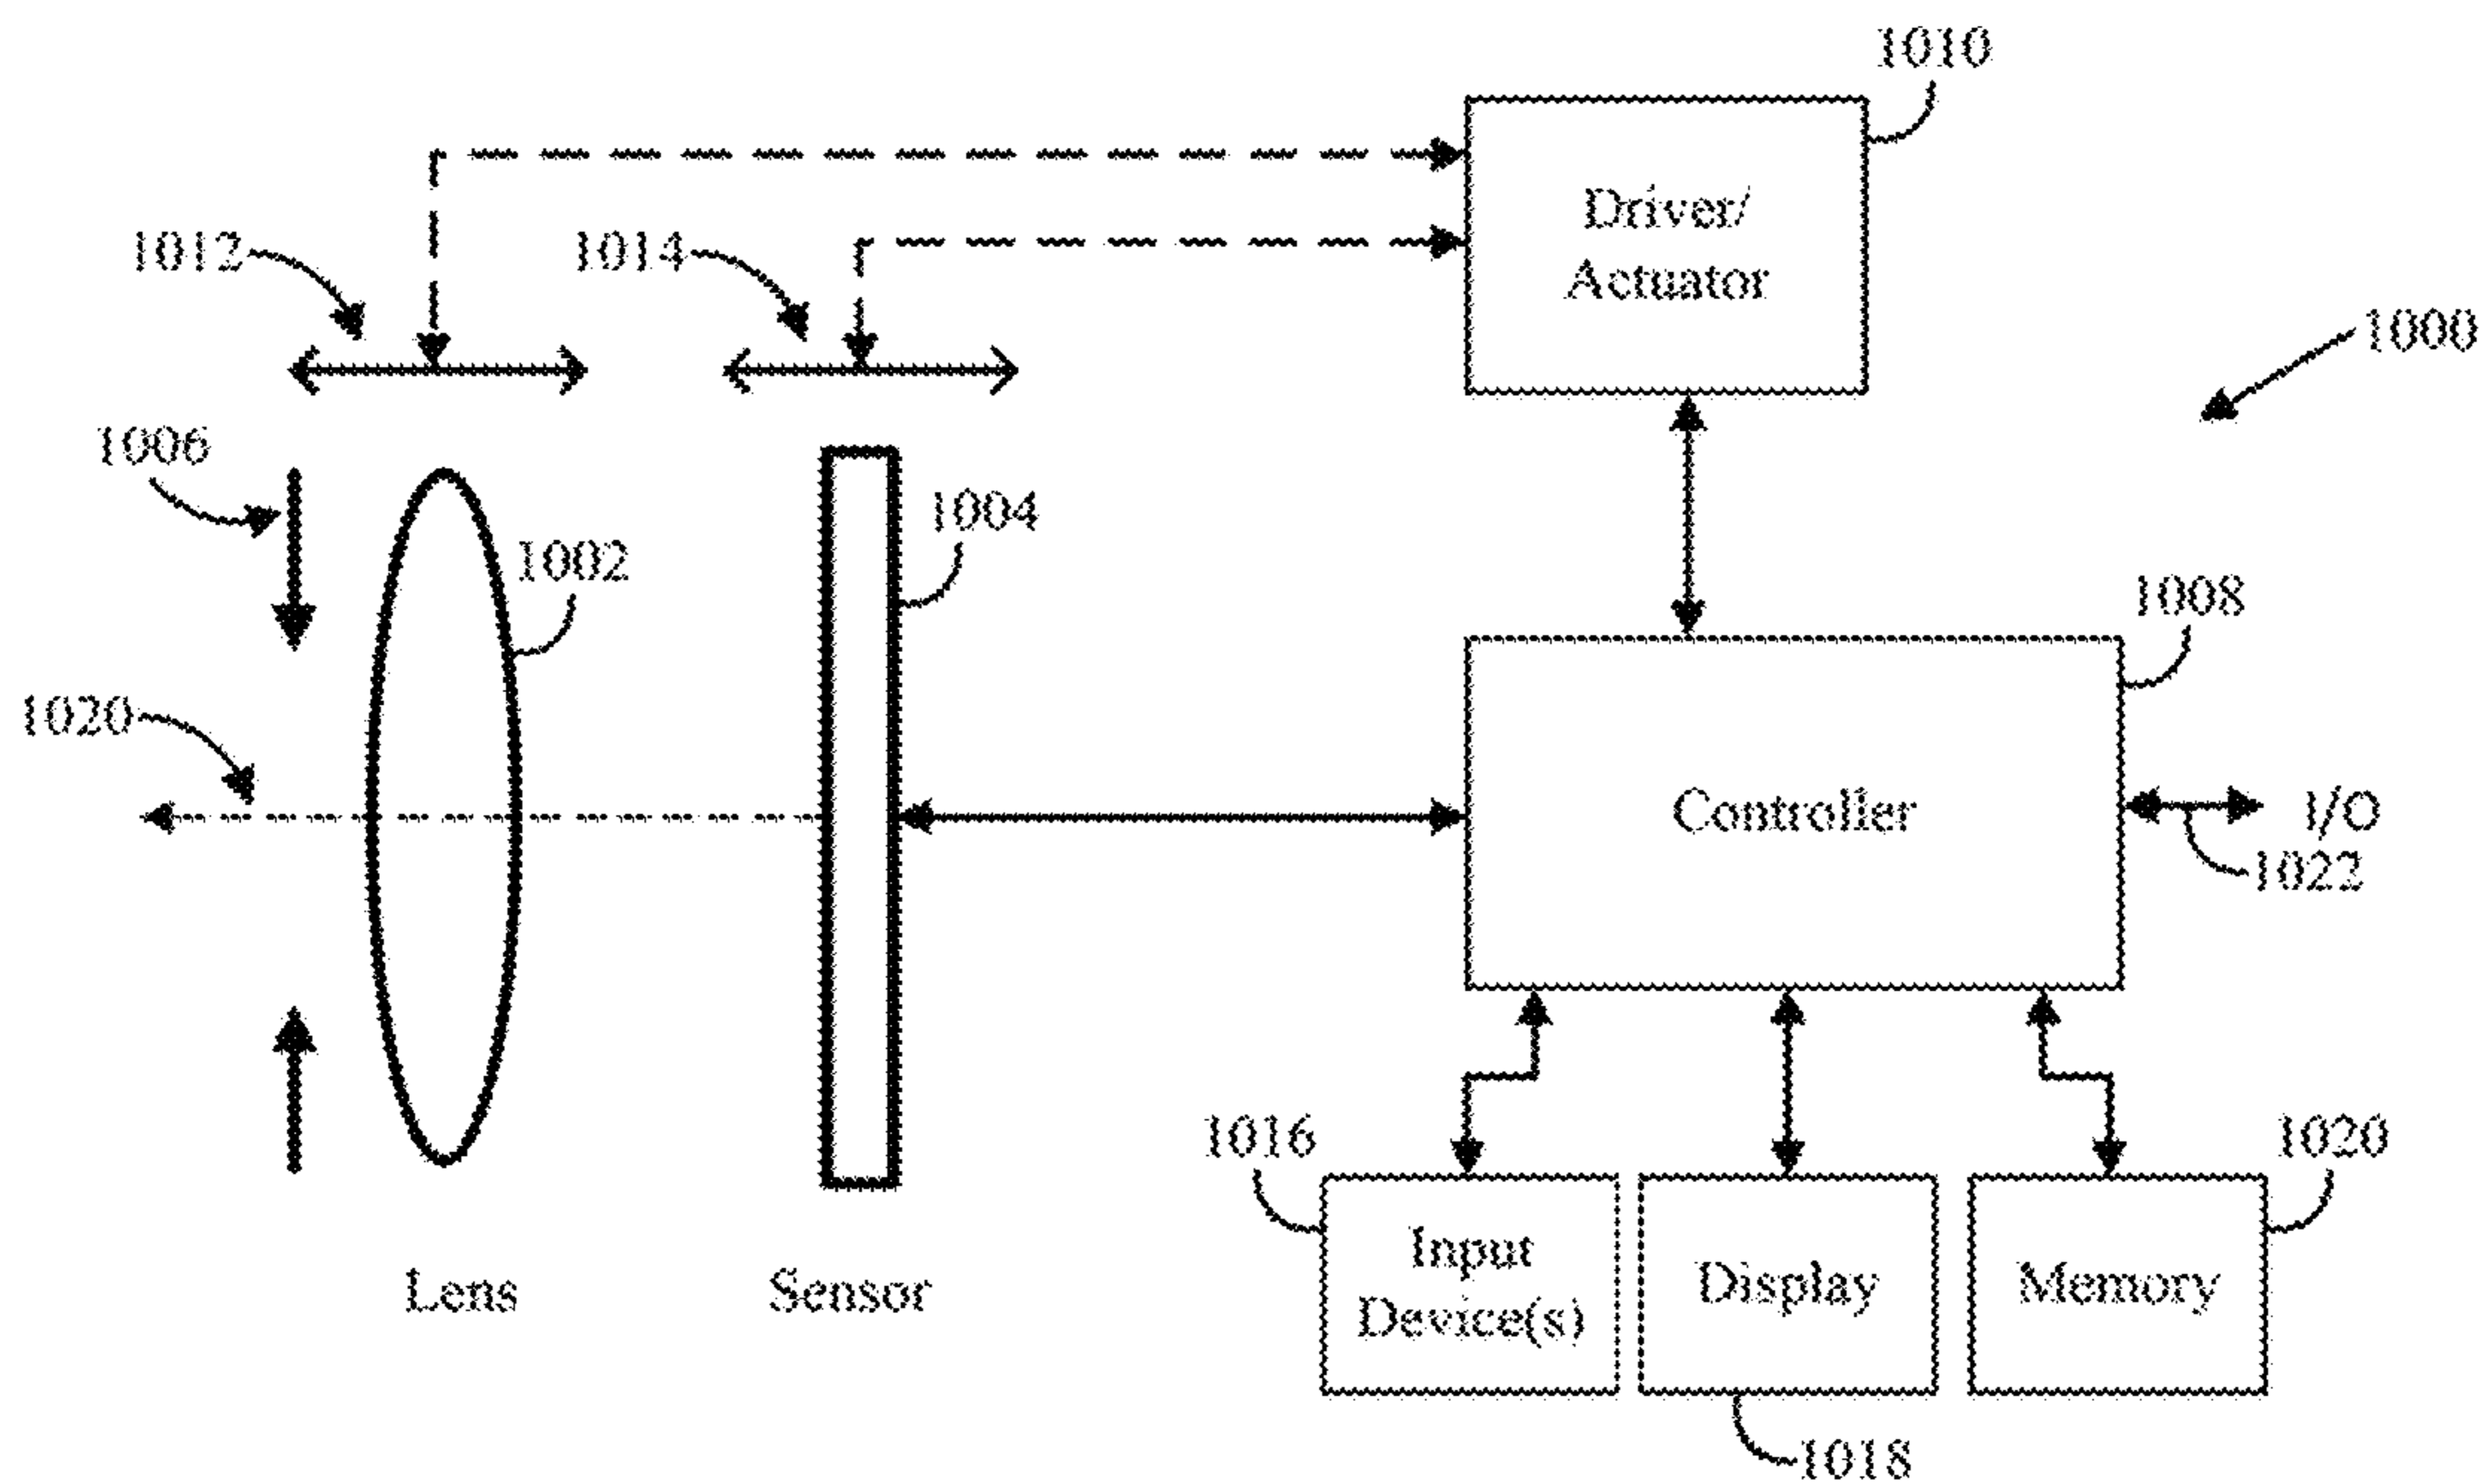 1010
Driver/
Actuator
1012
1014
1000
1006
1004
1002
1008
1020
Controller
I/O
1022
1016
1020
Input
Device(s)
Display
Memory
Lens
Sensor
1018